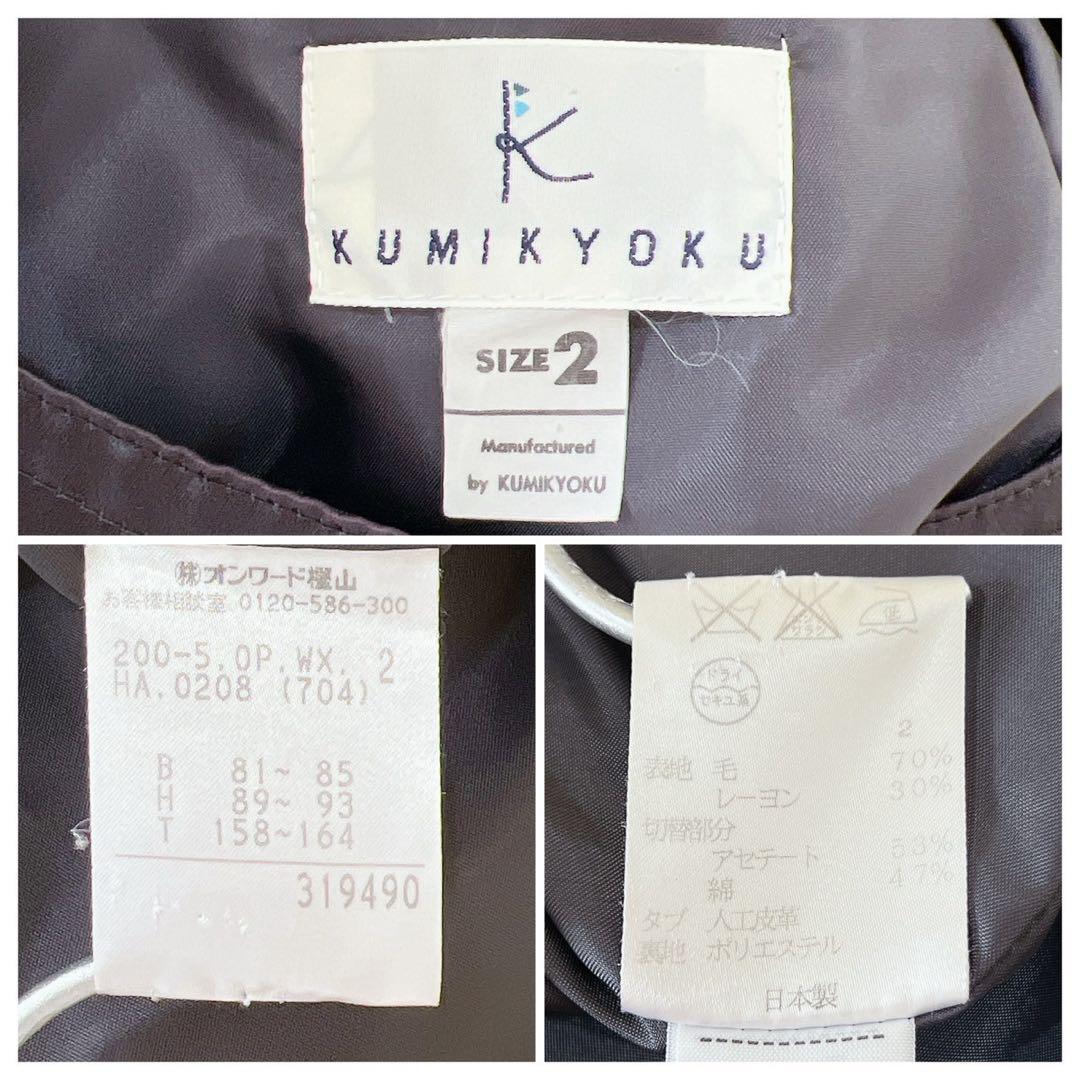 K
KUMIKYOKU
SIZE 2
Manufactured
by KUMIKYOKU
㈱オンワード樫山
お客様相談室 0120-586-300
200-5.OP.WX. 2
HA.0208 (704)
B 81~ 85
H 89~ 93
T 158~164
319490
低
ドライ
セキユ系
2
表地 毛 70%
レーヨン 30%
切替部分
アセテート 53%
綿 47%
タブ 人工皮革
裏地 ポリエステル
日本製